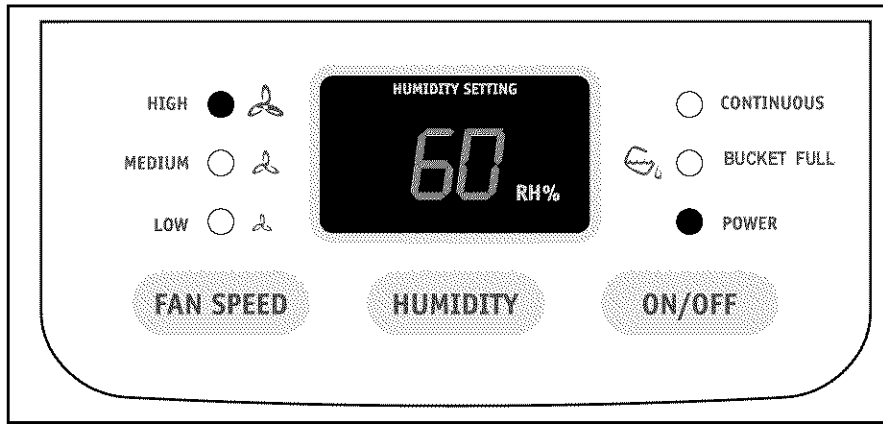 HUMIDITY SETTING
HIGH
CONTINUOUS
60
MEDIUM
BUCKET FULL
RH%
LOW
POWER
FAN SPEED
HUMIDITY
ON/OFF